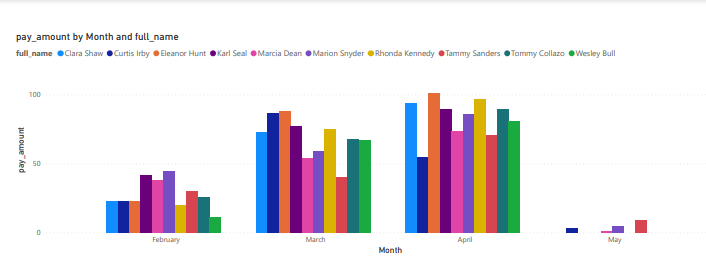 pay_amount by Month and full_name
full_name Clara Shaw Curtis Irby Eleanor Hunt Karl Seal Marcia Dean Marion Snyder Rhonda Kennedy Tammy Sanders Tommy Collazo Wesley Bull
pay_amount
100
50
0
February March April May
Month